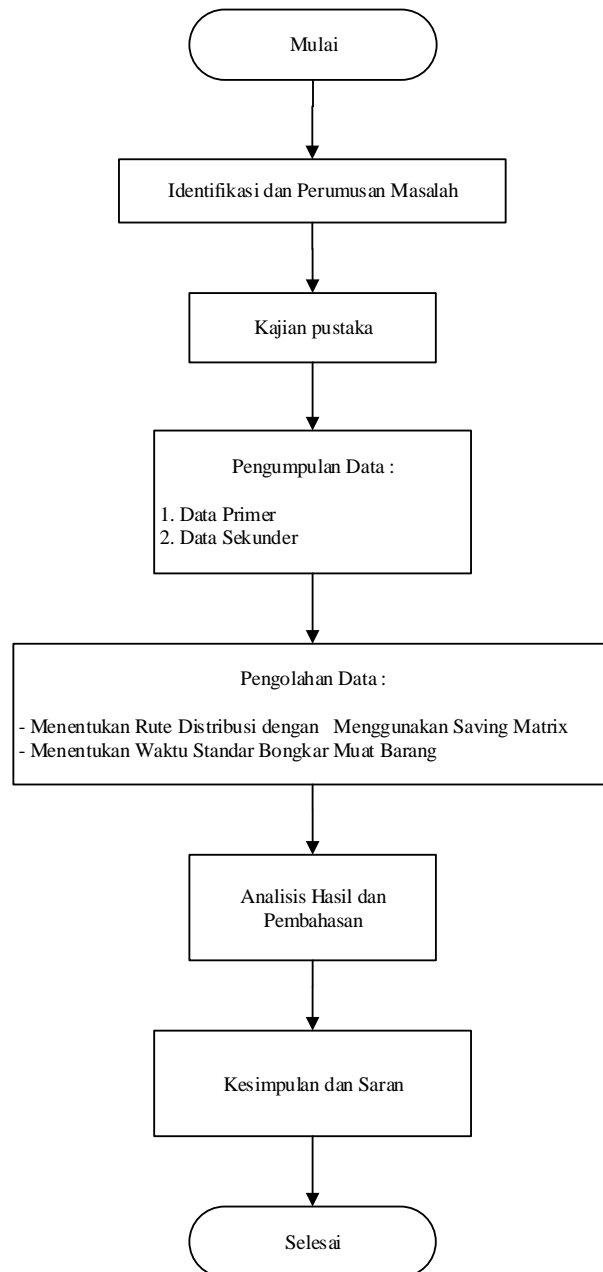 Mulai
Identifikasi dan Perumusan Masalah
Kajian pustaka
Pengumpulan Data :
1. Data Primer
2. Data Sekunder
Pengolahan Data :
- Menentukan Rute Distribusi dengan Menggunakan Saving Matrix
- Menentukan Waktu Standar Bongkar Muat Barang
Analisis Hasil dan
Pembahasan
Kesimpulan dan Saran
Selesai